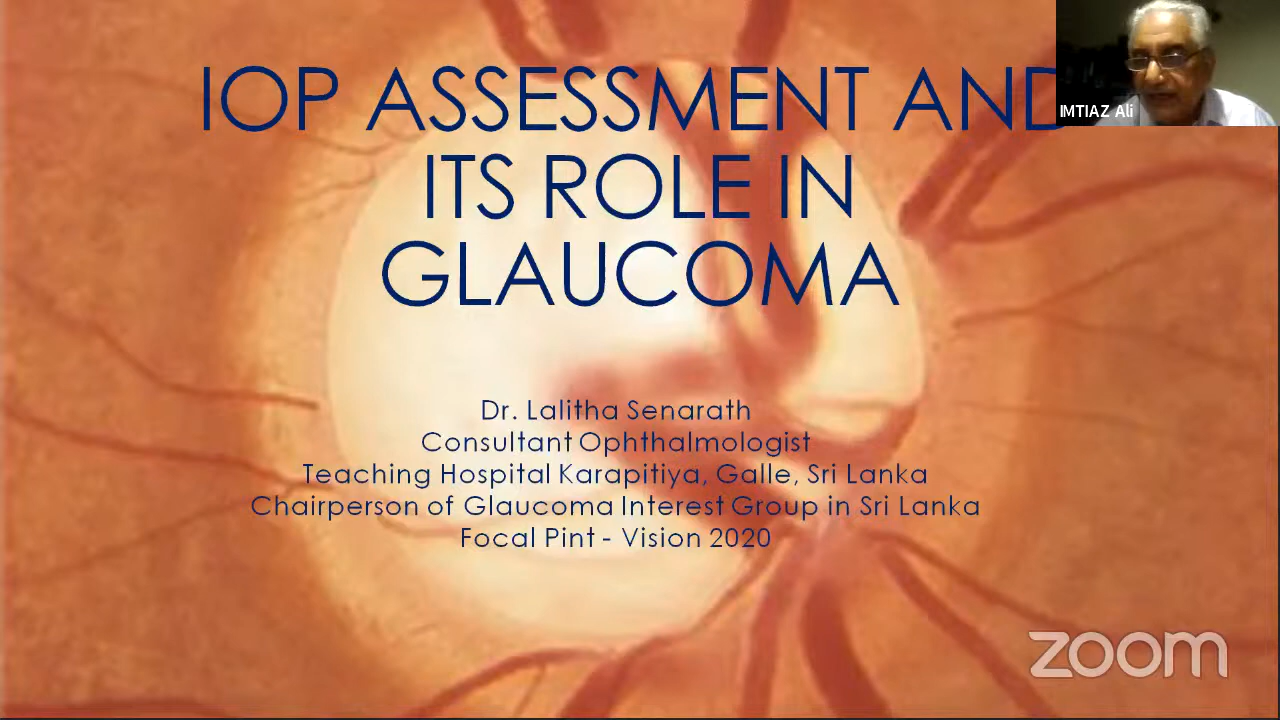 IOP ASSESSMENT AND
ITS ROLE IN
GLAUCOMA
IMTIAZ Ali
Dr. Lalitha Senarath
Consultant Ophthalmologist
Teaching Hospital Karapitiya, Galle, Sri Lanka
Chairperson of Glaucoma Interest Group in Sri Lanka
Focal Pint - Vision 2020
zoom